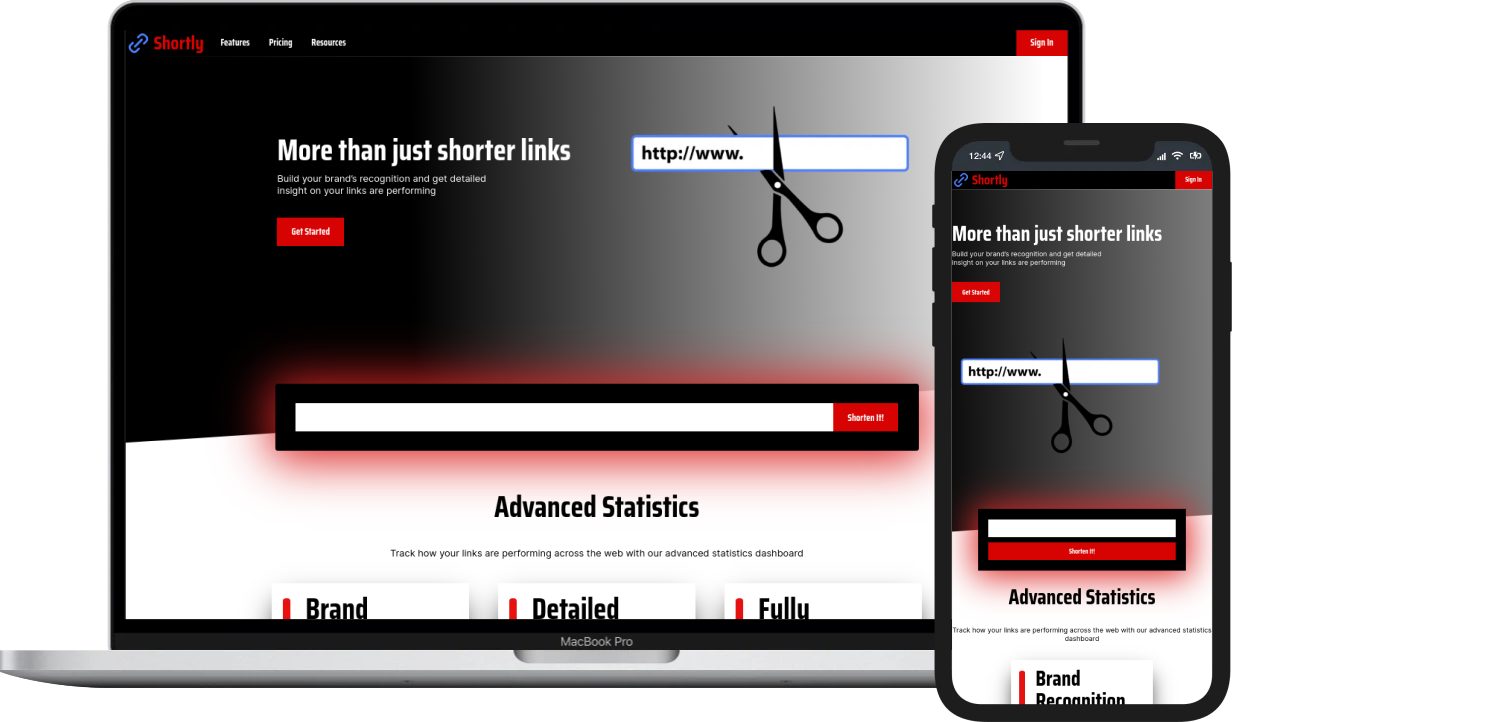 Shortly Features Pricing Resources Sign In
More than just shorter links
Build your brand's recognition and get detailed
insight on your links are performing
Get Started
http://www.
Shorten It!
Advanced Statistics
Track how your links are performing across the web with our advanced statistics dashboard
Brand Detailed Fully
MacBook Pro
12:44
Shortly Sign In
More than just shorter links
Build your brand's recognition and get detailed
insight on your links are performing
Get Started
http://www.
Shorten It!
Advanced Statistics
Track how your links are performing across the web with our advanced statistics
dashboard
Brand
Recognition